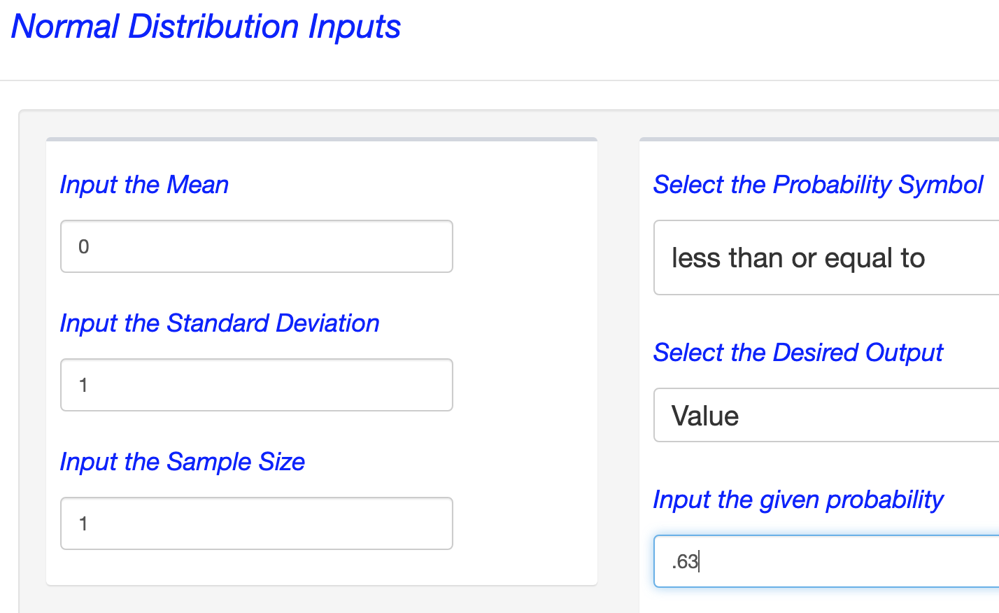 Normal Distribution Inputs
Input the Mean
0
Input the Standard Deviation
1
Input the Sample Size
1
Select the Probability Symbol
less than or equal to
Select the Desired Output
Value
Input the given probability
.63